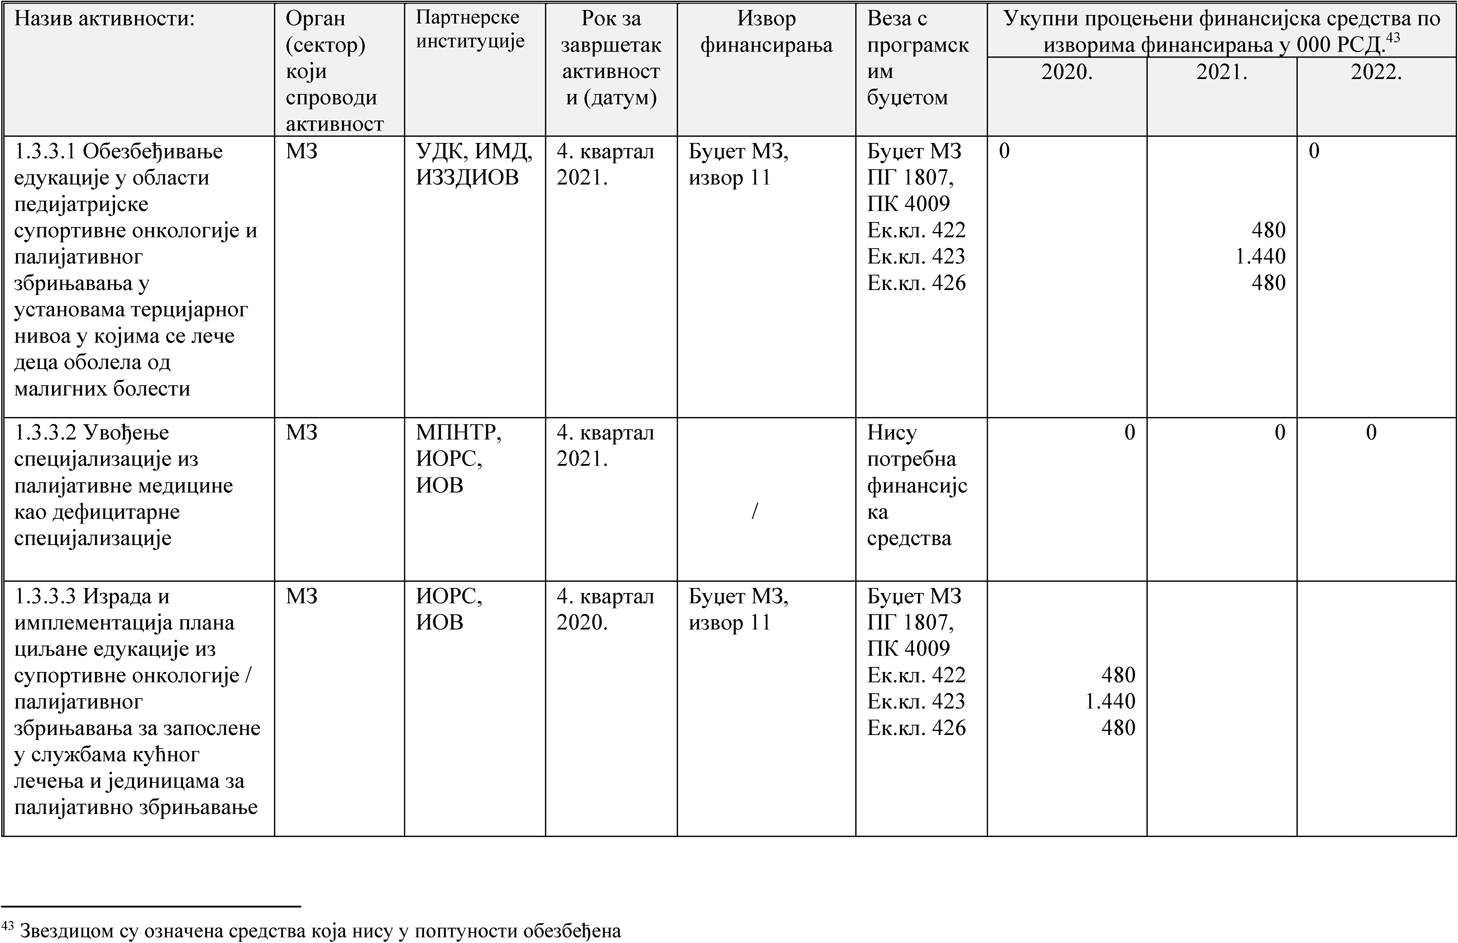 Назив активности:
Орган
(сектор)
који
спроводи
активност
Партнерске
институције
Рок за
завршетак
активност
и (датум)
Извор
финансирања
Веза с
програмск
им
буџетом
Укупни процењени финансијска средства по
изворима финансирања у 000 РСД.43
2020.
2021.
2022.
1.3.3.1 Обезбеђивање
едукације у области
педијатријске
супортивне онкологије и
палијативног
збрињавања у
установама терцијарног
нивоа у којима се лече
деца оболела од
малигних болести
МЗ
УДК, ИМД,
ИЗЗДИОВ
4. квартал
2021.
Буџет МЗ,
извор 11
Буџет МЗ
ПГ 1807,
ПК 4009
Ек.кл. 422
Ек.кл. 423
Ек.кл. 426
0
480
1.440
480
0
1.3.3.2 Увођење
специјализације из
палијативне медицине
као дефицитарне
специјализације
МЗ
МПНТР,
ИОРС,
ИОВ
4. квартал
2021.
/
Нису
потребна
финансијс
ка
средства
0
0
0
1.3.3.3 Израда и
имплементација плана
циљане едукације из
супортивне онкологије /
палијативног
збрињавања за запослене
у службама кућног
лечења и јединицама за
палијативно збрињавање
МЗ
ИОРС,
ИОВ
4. квартал
2020.
Буџет МЗ,
извор 11
Буџет МЗ
ПГ 1807,
ПК 4009
Ек.кл. 422
Ек.кл. 423
Ек.кл. 426
480
1.440
480
43 Звездицом су означена средства која нису у поптуности обезбеђена